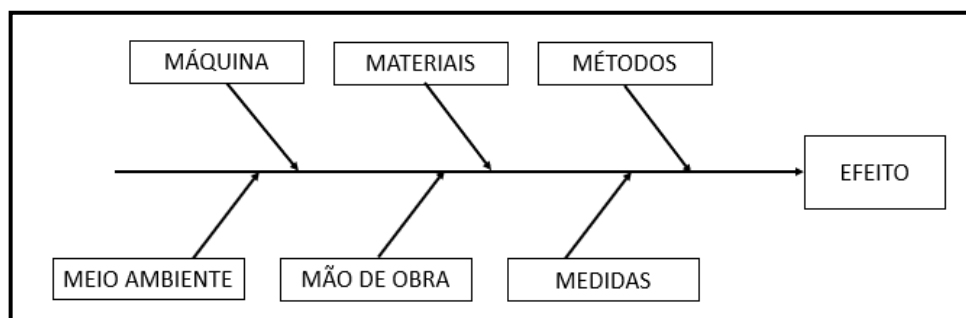 MÁQUINA
MATERIAIS
MÉTODOS
EFEITO
MEIO AMBIENTE
MÃO DE OBRA
MEDIDAS